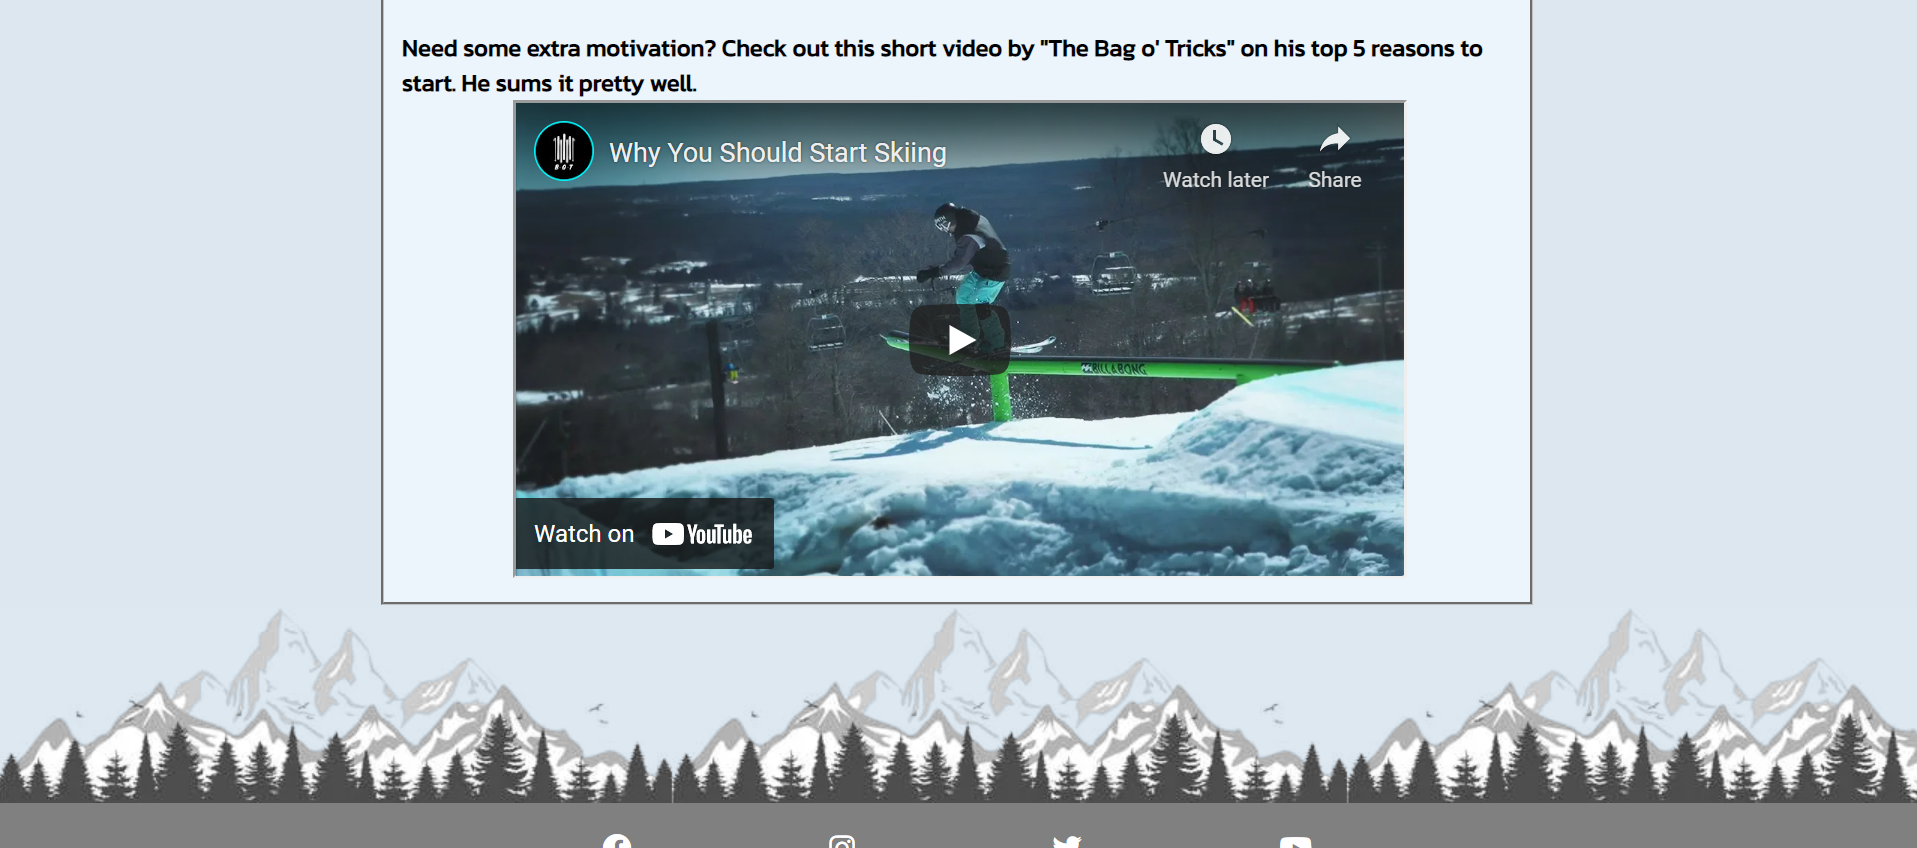 Need some extra motivation? Check out this short video by "The Bag o' Tricks" on his top 5 reasons to
start. He sums it pretty well.
BOT
Why You Should Start Skiing
Watch later
Share
BILLABONG
Watch on YouTube